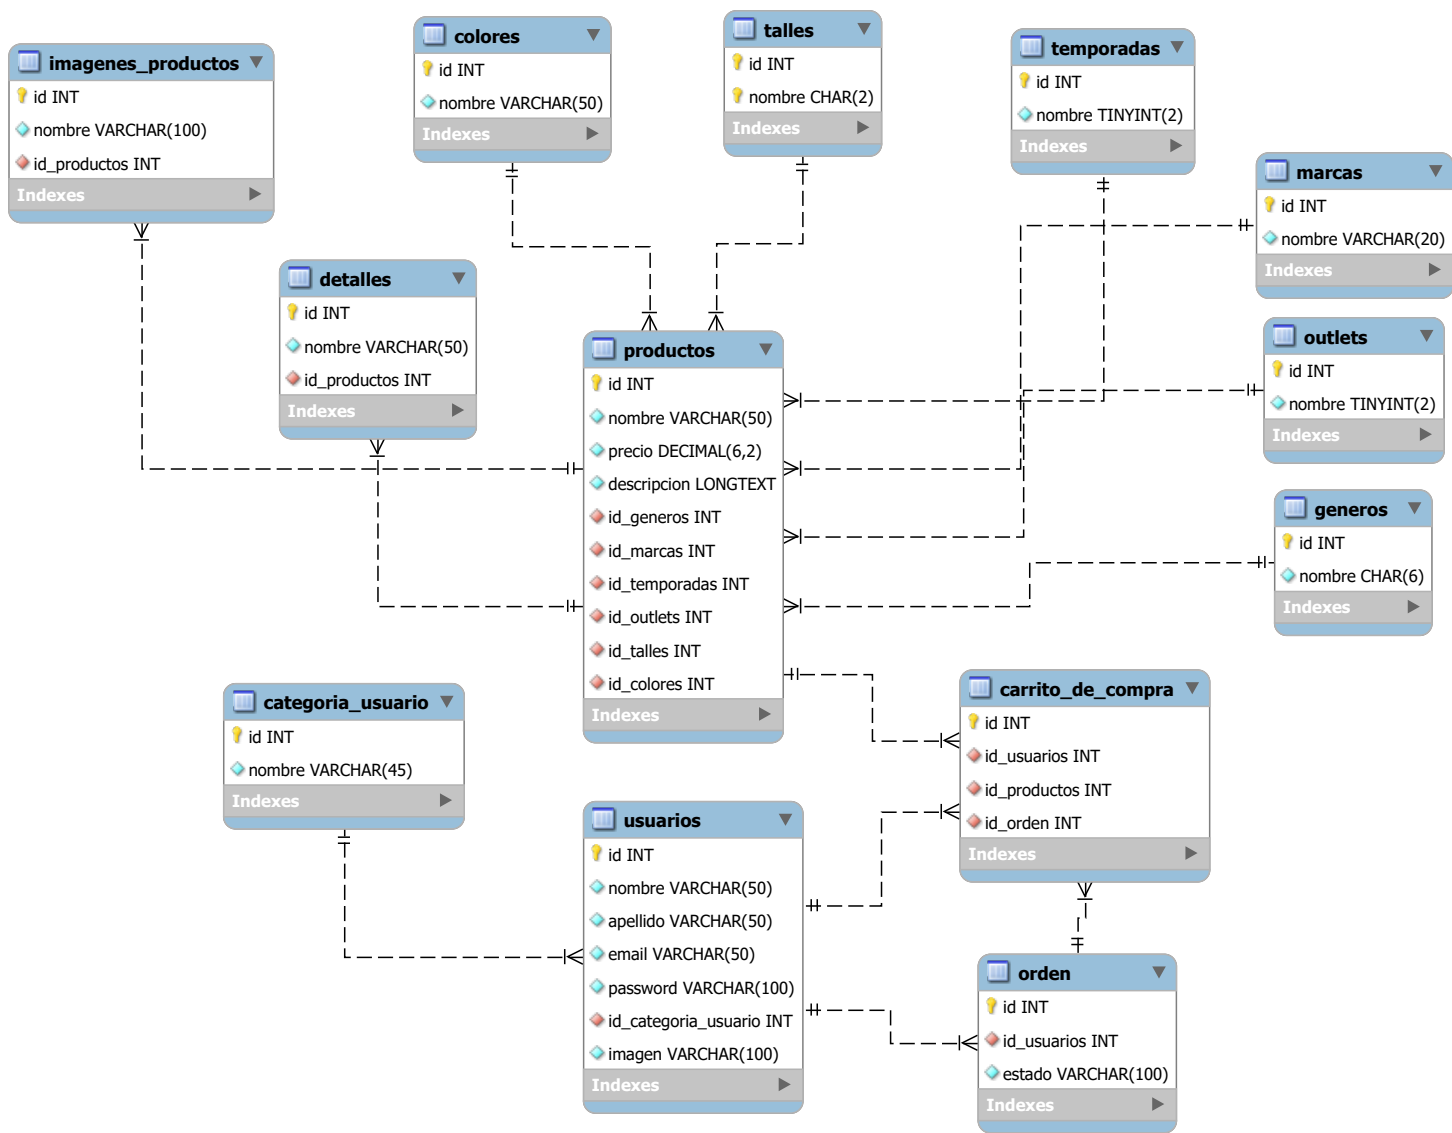 imagenes_productos
id INT
nombre VARCHAR(100)
id_productos INT
Indexes
colores
id INT
nombre VARCHAR(50)
Indexes
talles
id INT
nombre CHAR(2)
Indexes
temporadas
id INT
nombre TINYINT(2)
Indexes
marcas
id INT
nombre VARCHAR(20)
Indexes
detalles
id INT
nombre VARCHAR(50)
id_productos INT
Indexes
productos
id INT
nombre VARCHAR(50)
precio DECIMAL(6,2)
descripcion LONGTEXT
id_generos INT
id_marcas INT
id_temporadas INT
id_outlets INT
id_talles INT
id_colores INT
Indexes
outlets
id INT
nombre TINYINT(2)
Indexes
generos
id INT
nombre CHAR(6)
Indexes
categoria_usuario
id INT
nombre VARCHAR(45)
Indexes
usuarios
id INT
nombre VARCHAR(50)
apellido VARCHAR(50)
email VARCHAR(50)
password VARCHAR(100)
id_categoria_usuario INT
imagen VARCHAR(100)
Indexes
carrito_de_compra
id INT
id_usuarios INT
id_productos INT
id_orden INT
Indexes
orden
id INT
id_usuarios INT
estado VARCHAR(100)
Indexes